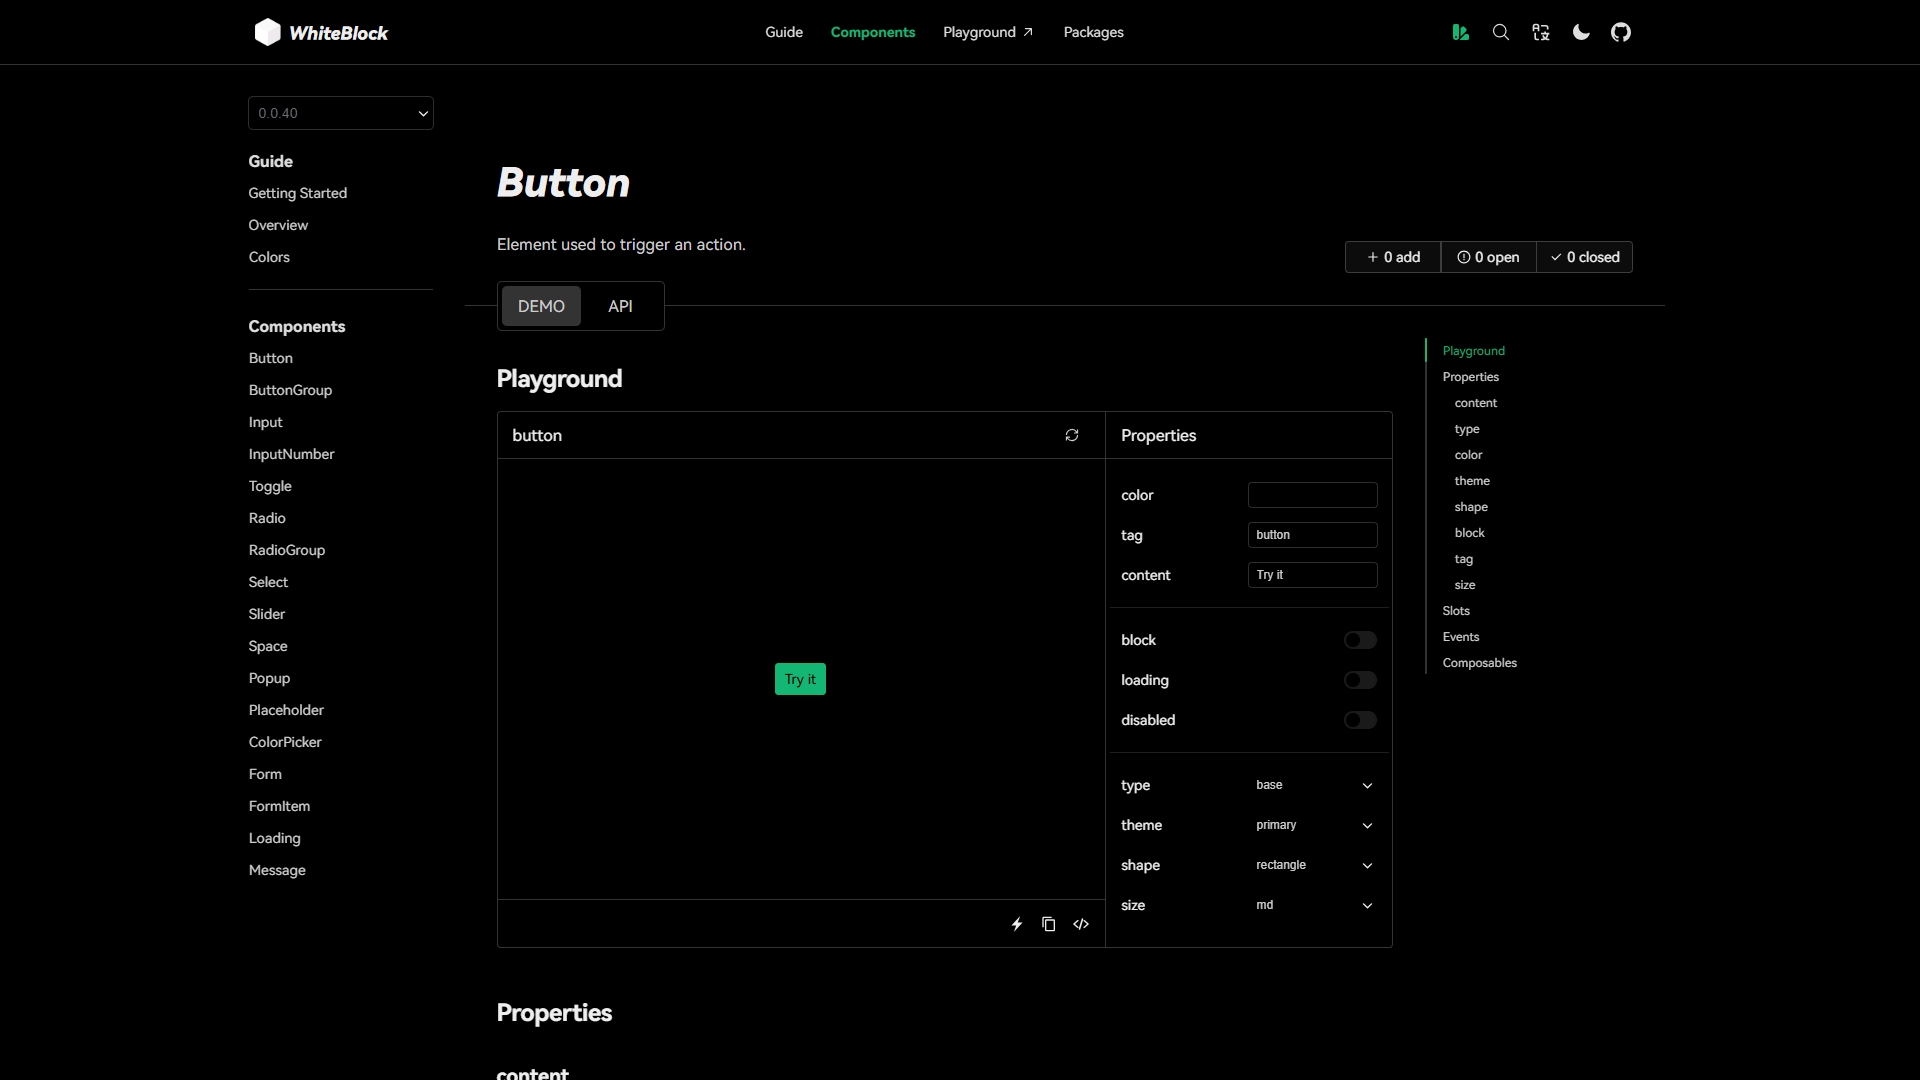 WhiteBlock
Guide
Components
Playground
Packages
0.0.40
Guide
Getting Started
Overview
Colors
Components
Button
ButtonGroup
Input
InputNumber
Toggle
Radio
RadioGroup
Select
Slider
Space
Popup
Placeholder
ColorPicker
Form
FormItem
Loading
Message
Button
Element used to trigger an action.
0 add
0 open
0 closed
DEMO
API
Playground
button
Try it
Properties
color
tag
button
content
Try it
block
loading
disabled
type
base
theme
primary
shape
rectangle
size
md
Properties
content
Playground
Properties
content
type
color
theme
shape
block
tag
size
Slots
Events
Composables